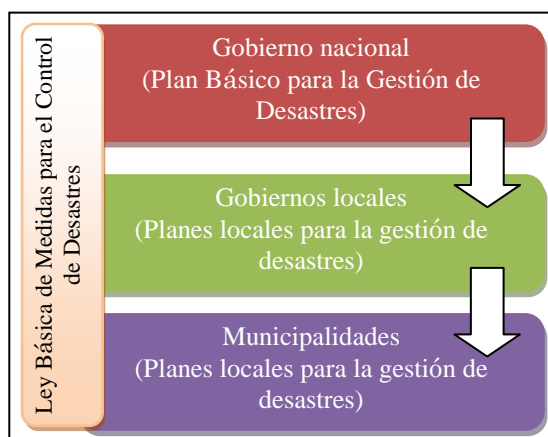 Ley Básica de Medidas para el Control
de Desastres
Gobierno nacional
(Plan Básico para la Gestión de
Desastres)
Gobiernos locales
(Planes locales para la gestión de
desastres)
Municipalidades
(Planes locales para la gestión de
desastres)